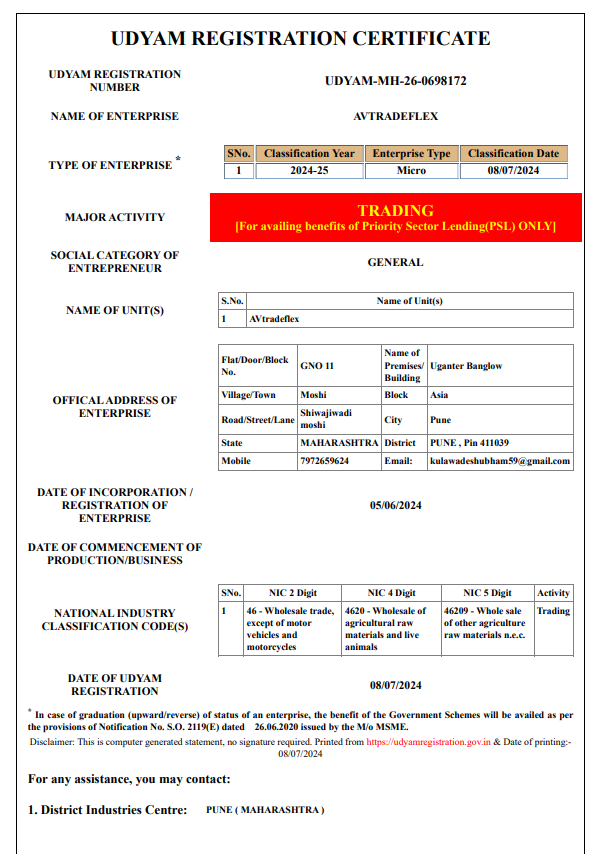 UDYAM REGISTRATION CERTIFICATE
UDYAM REGISTRATION
NUMBER
UDYAM-MH-26-0698172
NAME OF ENTERPRISE
AVTRADEFLEX
TYPE OF ENTERPRISE *
SNo. Classification Year Enterprise Type Classification Date
1 2024-25 Micro 08/07/2024
MAJOR ACTIVITY
TRADING
[For availing benefits of Priority Sector Lending(PSL) ONLY]
SOCIAL CATEGORY OF
ENTREPRENEUR
GENERAL
NAME OF UNIT(S)
S.No. Name of Unit(s)
1 AVtradeflex
OFFICAL ADDRESS OF
ENTERPRISE
Flat/Door/Block
No.
GNO 11
Name of
Premises/
Building
Uganter Banglow
Village/Town Moshi Block Asia
Road/Street/Lane
Shiwajiwadi
moshi
City Pune
State MAHARASHTRA District PUNE , Pin 411039
Mobile 7972659624 Email: kulawadeshubham59@gmail.com
DATE OF INCORPORATION /
REGISTRATION OF
ENTERPRISE
05/06/2024
DATE OF COMMENCEMENT OF
PRODUCTION/BUSINESS
NATIONAL INDUSTRY
CLASSIFICATION CODE(S)
SNo. NIC 2 Digit NIC 4 Digit NIC 5 Digit Activity
1
46 - Wholesale trade,
except of motor
vehicles and
motorcycles
4620 - Wholesale of
agricultural raw
materials and live
animals
46209 - Whole sale
of other agriculture
raw materials n.e.c.
Trading
DATE OF UDYAM
REGISTRATION
08/07/2024
* In case of graduation (upward/reverse) of status of an enterprise, the benefit of the Government Schemes will be availed as per
the provisions of Notification No. S.O. 2119(E) dated 26.06.2020 issued by the M/o MSME.
Disclaimer: This is computer generated statement, no signature required. Printed from https://udyamregistration.gov.in & Date of printing:-
08/07/2024
For any assistance, you may contact:
1. District Industries Centre: PUNE ( MAHARASHTRA )